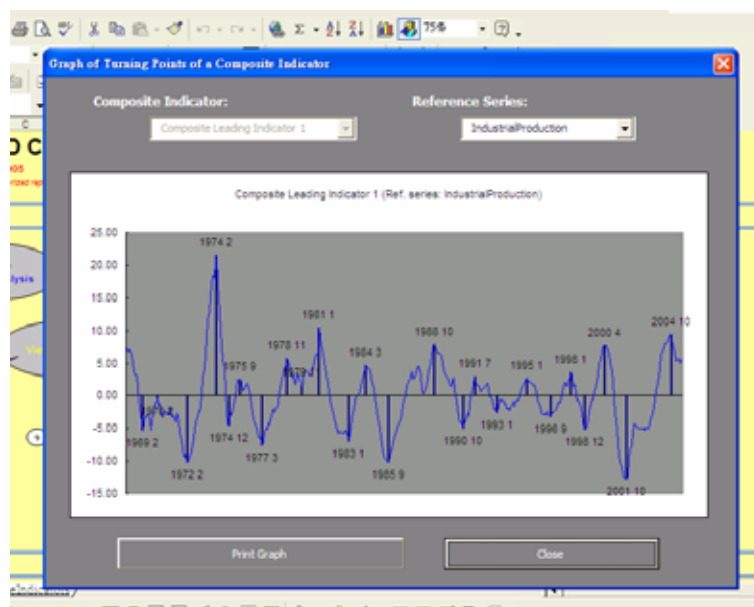 75%
Graph of Turning Points of a Composite Indicator
Composite Indicator:
Reference Series:
Composite Leading Indicator 1
IndustrialProduction
Composite Leading Indicator 1 (Ref. series: IndustrialProduction)
25.00
20.00
15.00
10.00
5.00
0.00
-5.00
-10.00
-15.00
1974 2
1981 1
2004 10
1988 10
2000 4
1978 11
1984 3
1975 9
1991 7
1995 1
1998 1
1969 2
1974 12
1993 1
1996 9
1990 10
1998 12
1977 3
1983 1
1972 2
1985 9
2001 10
Print Graph
Close
C
D C
alysis